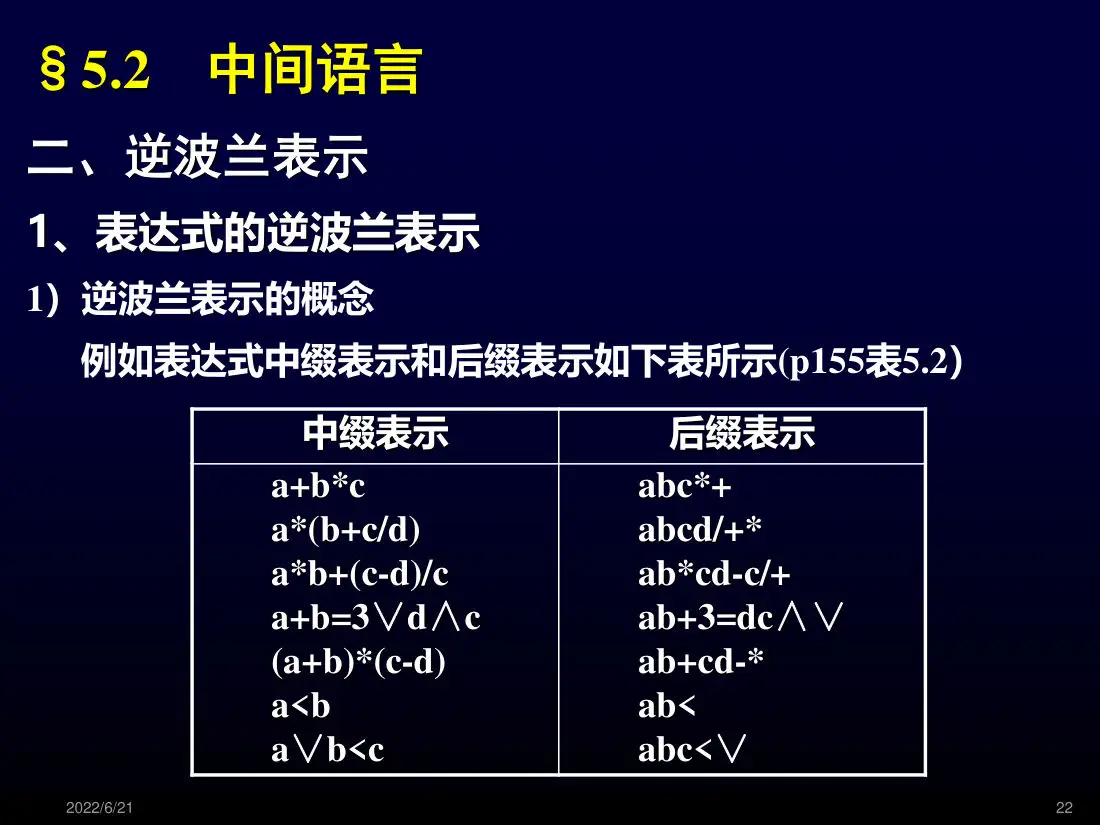 §5.2 中间语言
二、逆波兰表示
1、表达式的逆波兰表示
1）逆波兰表示的概念
例如表达式中缀表示和后缀表示如下表所示(p155表5.2）
中缀表示 后缀表示
a+b*c abc*+
a*(b+c/d) abcd/+*
a*b+(c-d)/c ab*cd-c/+
a+b=3∨d∧c ab+3=dc∧∨
(a+b)*(c-d) ab+cd-*
a<b ab<
a∨b<c abc<∨
2022/6/21 22